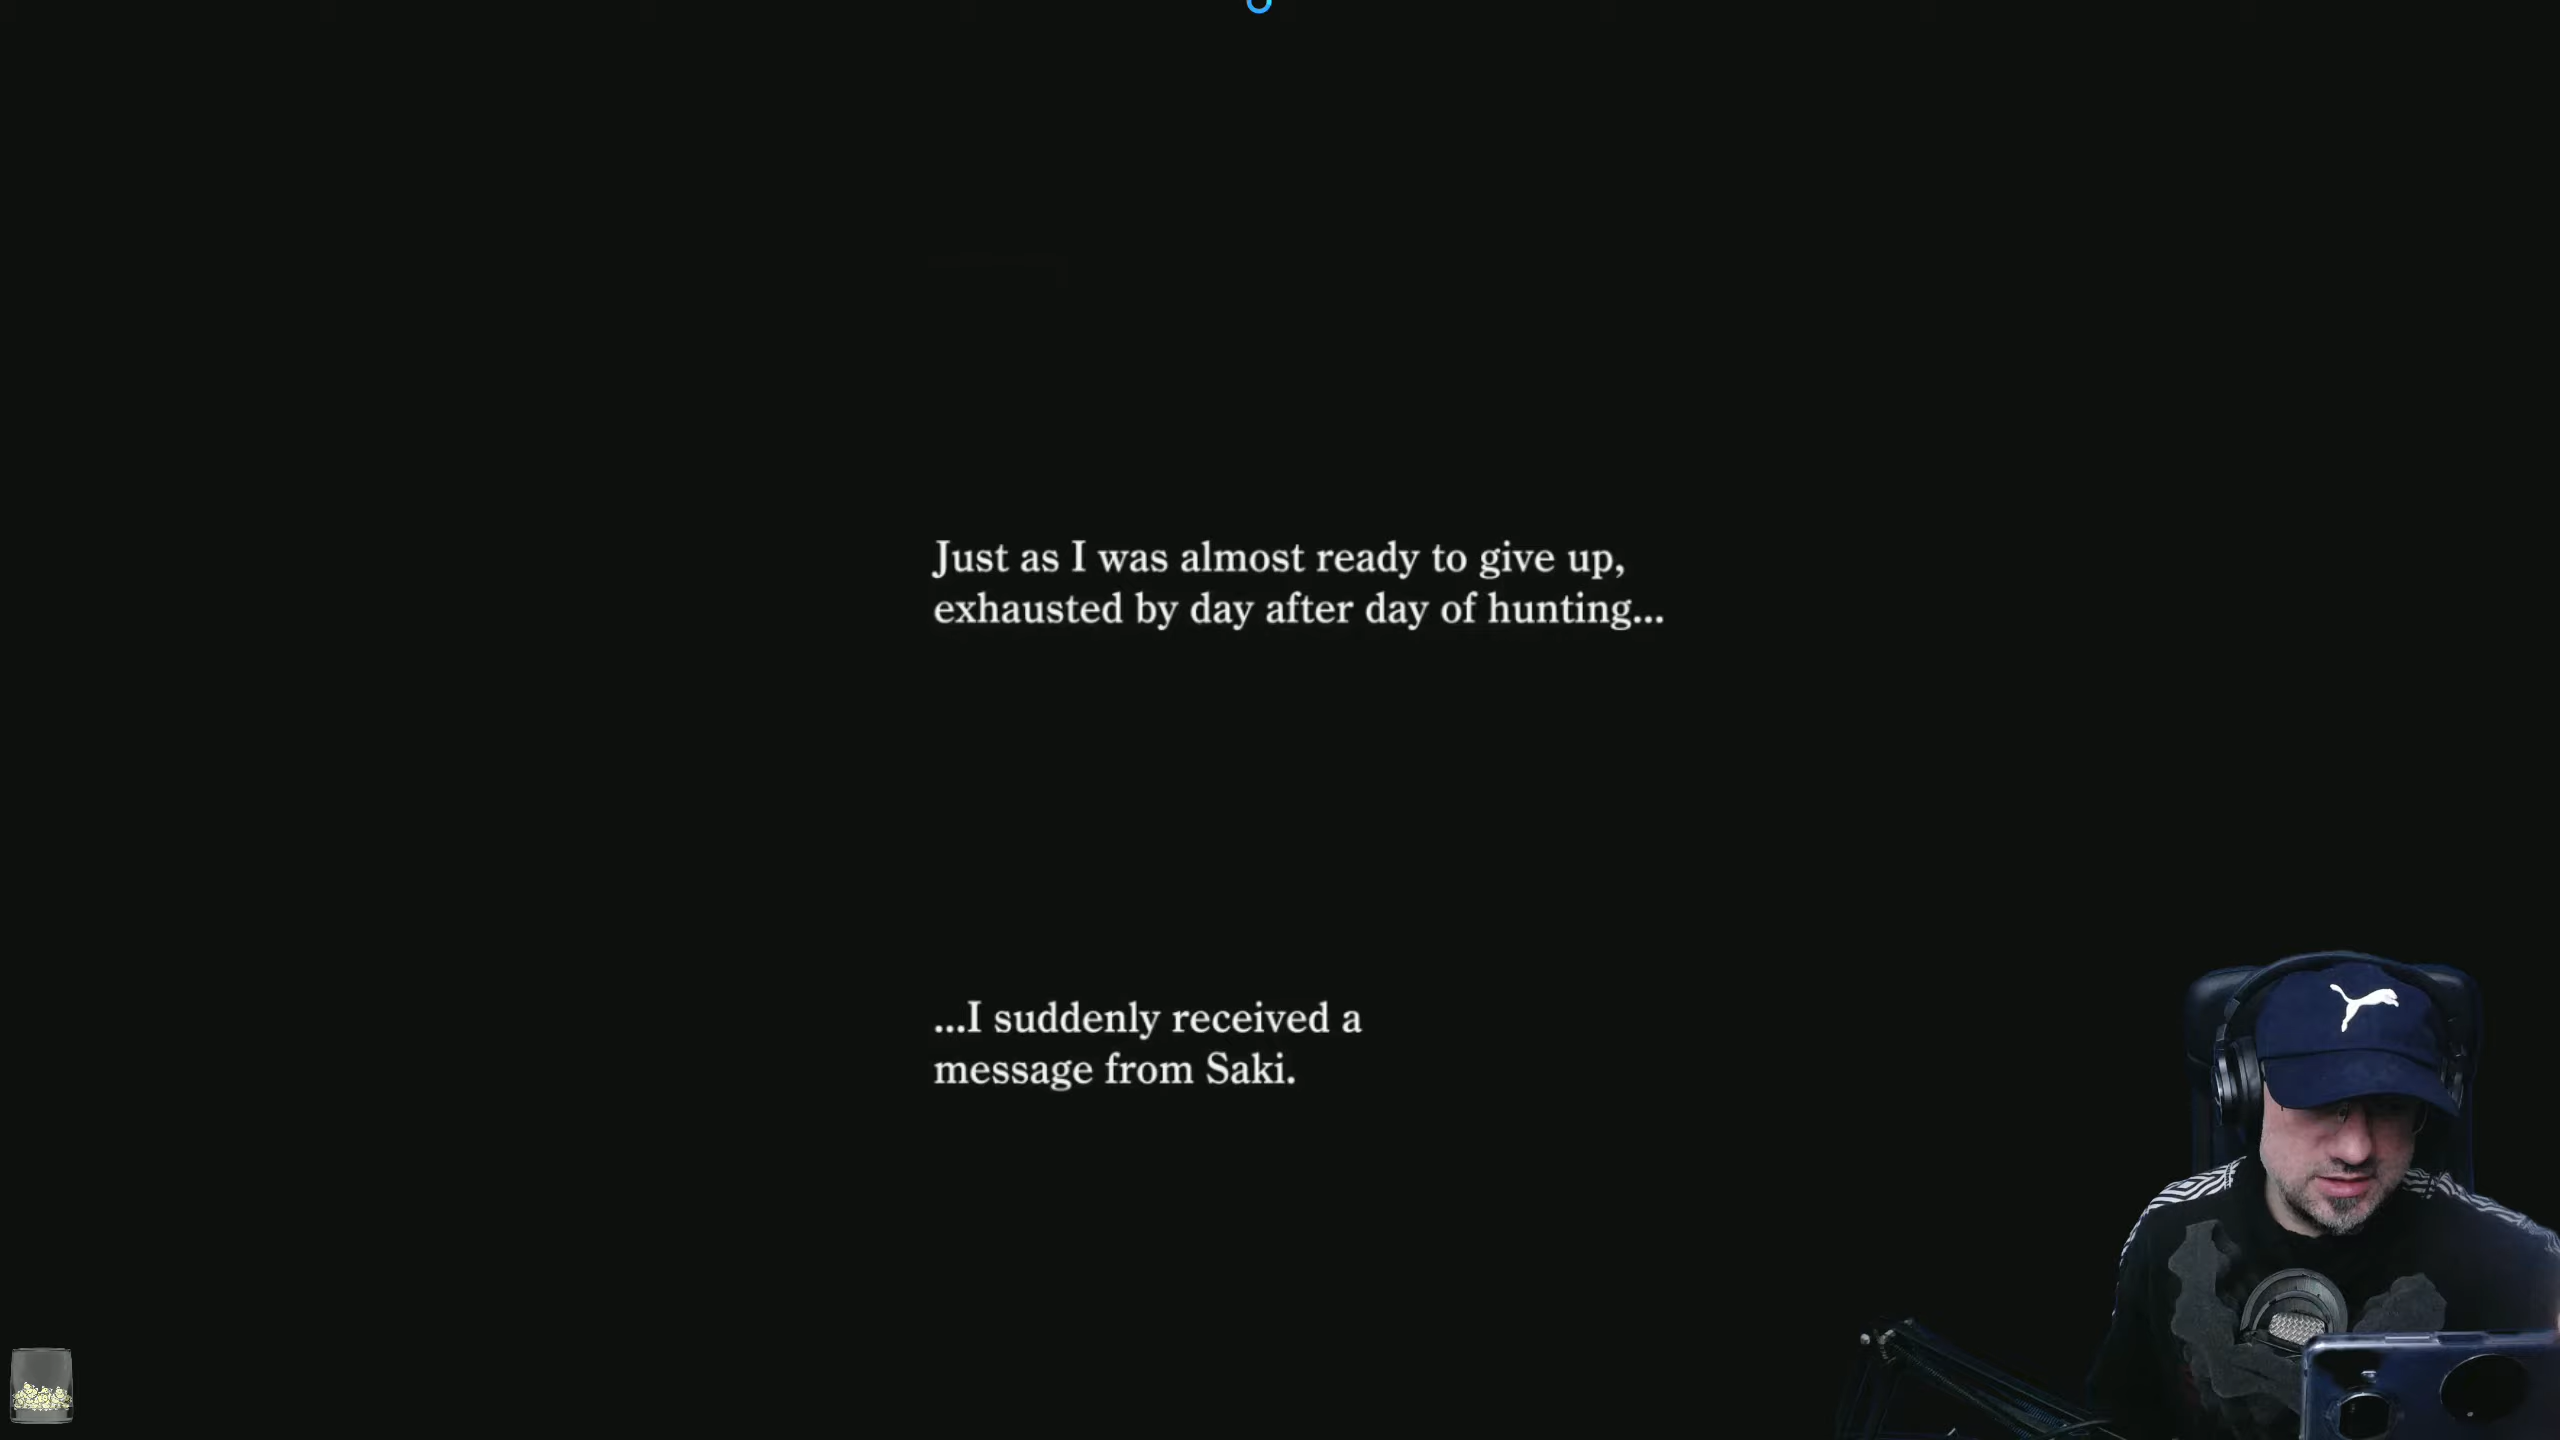 Just as I was almost ready to give up,
exhausted by day after day of hunting...
...I suddenly received a
message from Saki.